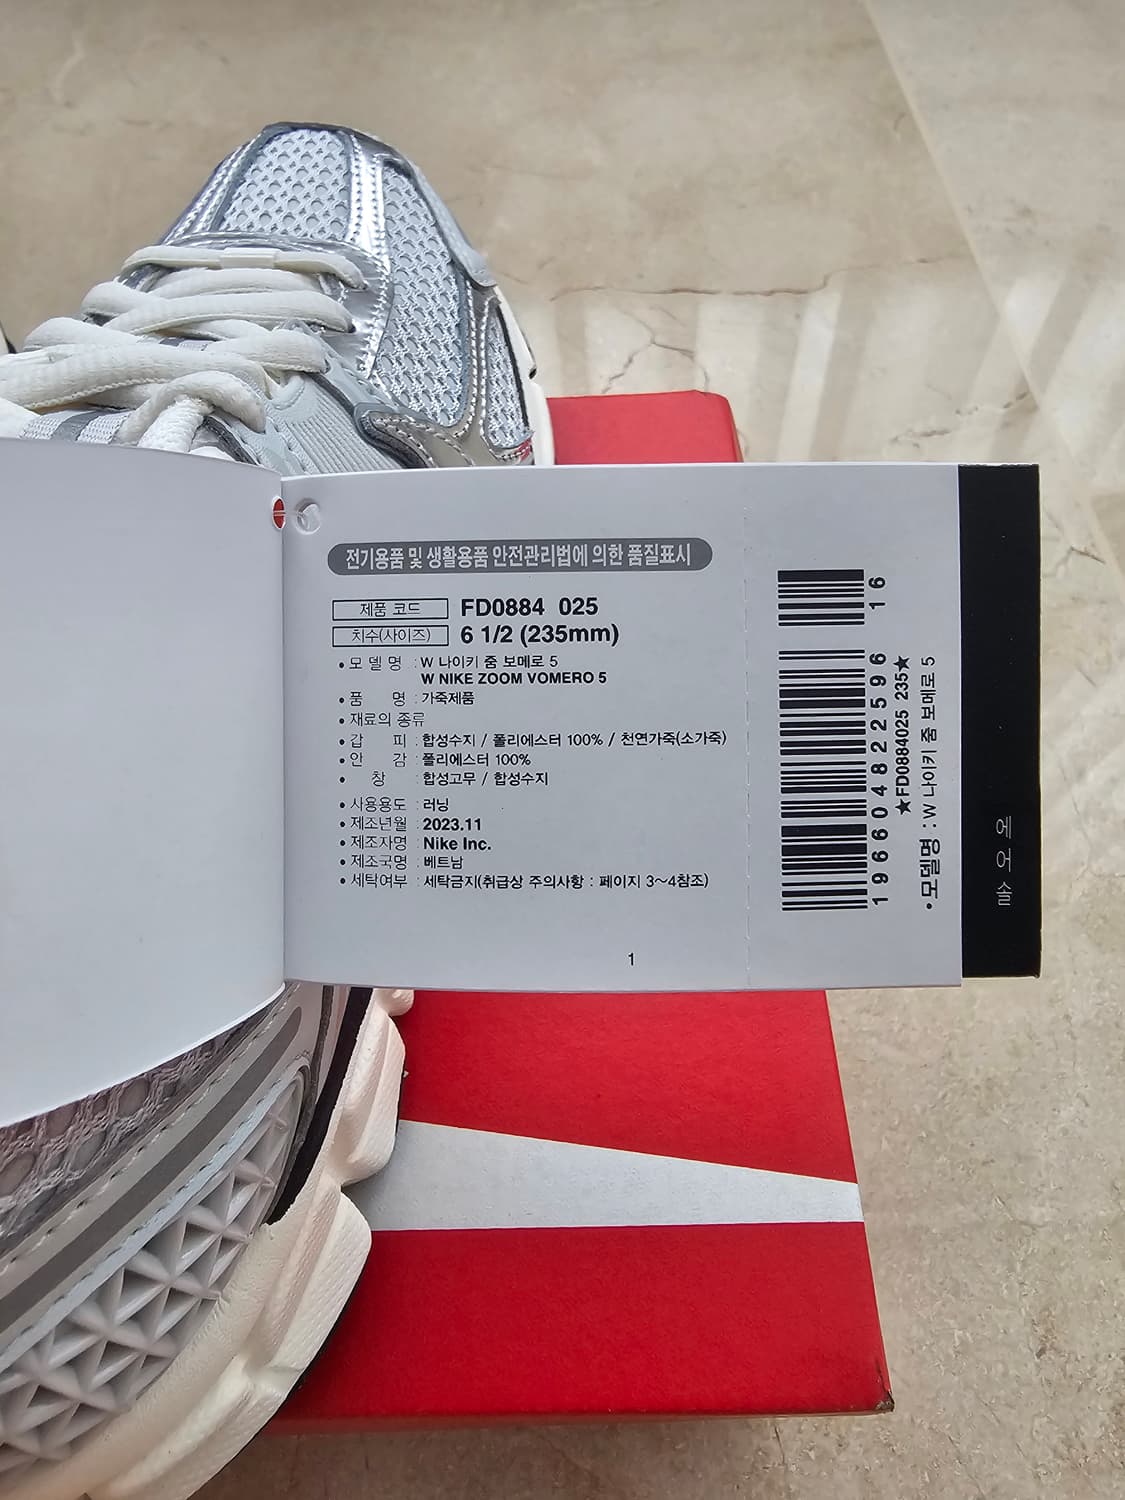 전기용품 및 생활용품 안전관리법에 의한 품질표시
제품 코드 FD0884 025
치수(사이즈) 6 1/2 (235mm)
• 모 델 명 : W 나이키 줌 보메로 5
W NIKE ZOOM VOMERO 5
• 품 명 : 가죽제품
• 재료의 종류
• 갑 피 : 합성수지 / 폴리에스터 100% / 천연가죽(소가죽)
• 안 감 : 폴리에스터 100%
• 창 : 합성고무 / 합성수지
• 사용용도 : 러닝
• 제조년월 : 2023.11
• 제조자명 : Nike Inc.
• 제조국명 : 베트남
• 세탁여부 : 세탁금지(취급상 주의사항 : 페이지 3~4참조)
1
196604822596 16
★FD0884025 235★
•모델명 : W 나이키 줌 보메로 5
에어솔